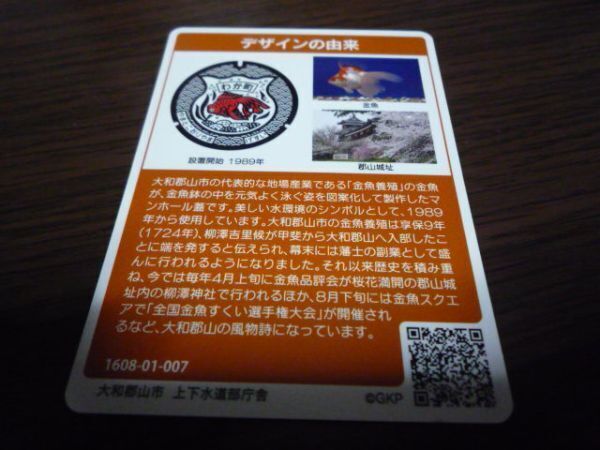 デザインの由来
わが町
設置開始 1989年
金魚
郡山城址
大和郡山市の代表的な地場産業である「金魚養殖」の金魚
が、金魚鉢の中を元気よく泳ぐ姿を図案化して製作したマ
ンホール蓋です。美しい水環境のシンボルとして、1989
年から使用しています。大和郡山市の金魚養殖は享保9年
(1724年)、柳澤吉里候が甲斐から大和郡山へ入部したこ
とに端を発すると伝えられ、幕末には藩士の副業として盛
んに行われるようになりました。それ以来歴史を積み重
ね、今では毎年4月上旬に金魚品評会が桜花満開の郡山城
址内の柳澤神社で行われるほか、8月下旬には金魚スクエ
アで「全国金魚すくい選手権大会」が開催され
るなど、大和郡山の風物詩になっています。
1608-01-007
大和郡山市 上下水道部庁舎
©GKP